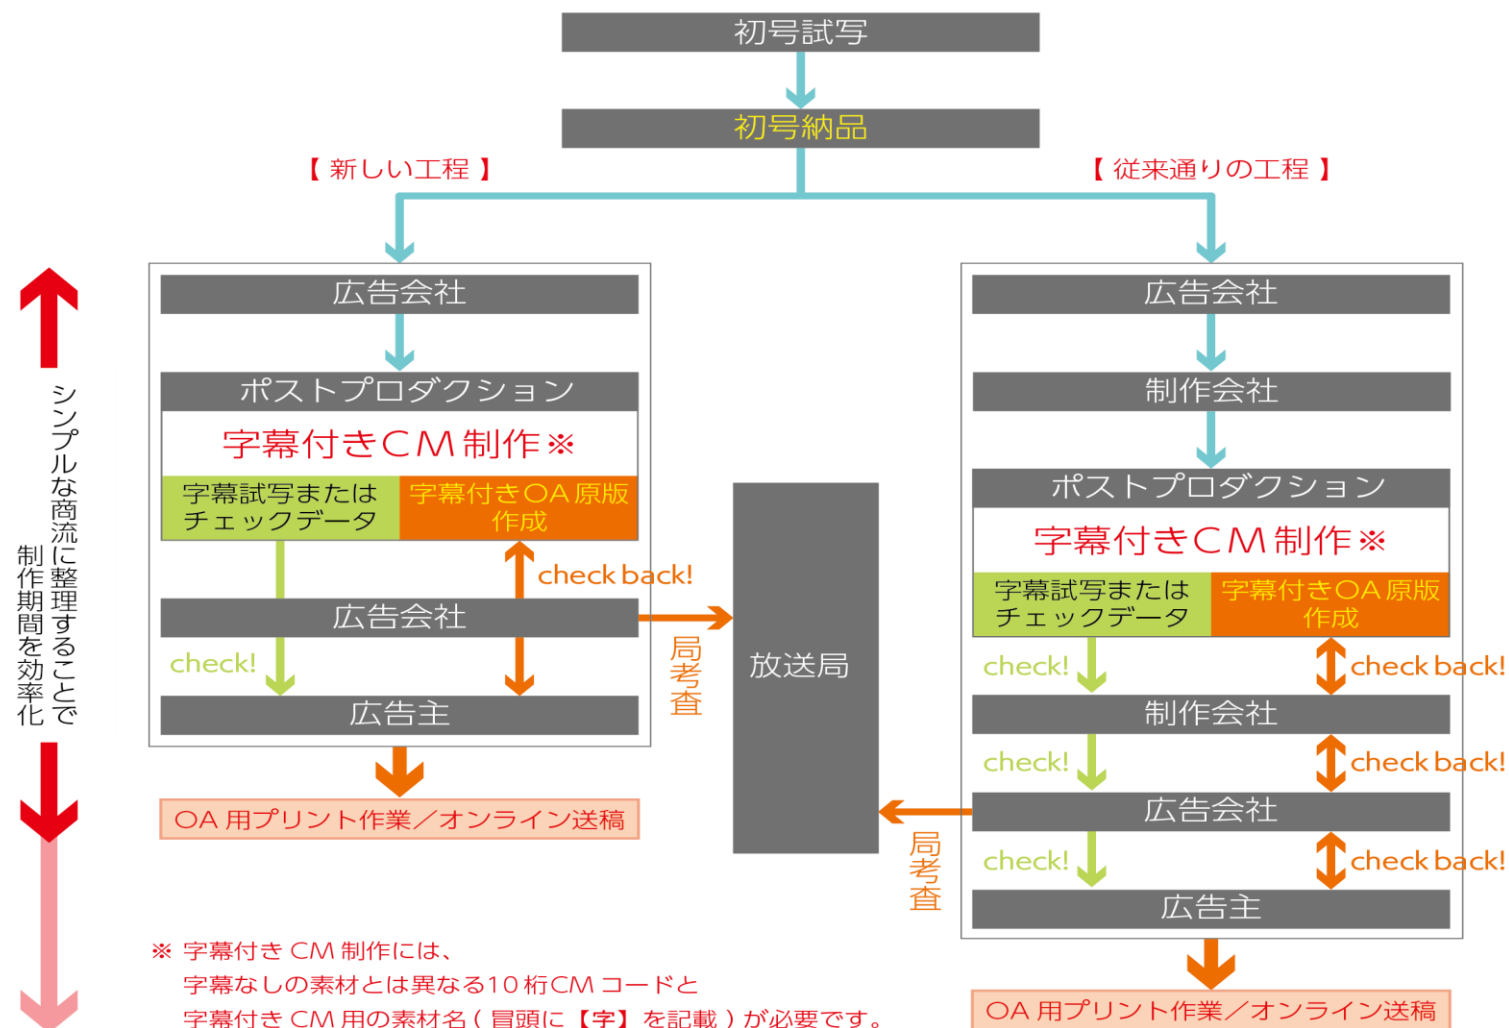 初号試写
初号納品
【 新しい工程 】
【 従来通りの工程 】
シンプルな商流に整理することで
制作期間を効率化
広告会社
ポストプロダクション
字幕付きCM制作※
字幕試写または
チェックデータ
字幕付きOA原版
作成
check back!
広告会社
check!
広告主
局考査
OA用プリント作業／オンライン送稿
放送局
広告会社
制作会社
ポストプロダクション
字幕付きCM制作※
字幕試写または
チェックデータ
字幕付きOA原版
作成
check!
check back!
制作会社
check!
check back!
広告会社
局考査
check!
check back!
広告主
OA用プリント作業／オンライン送稿
※ 字幕付きCM制作には、
字幕なしの素材とは異なる10桁CMコードと
字幕付きCM用の素材名(冒頭に【字】を記載)が必要です。